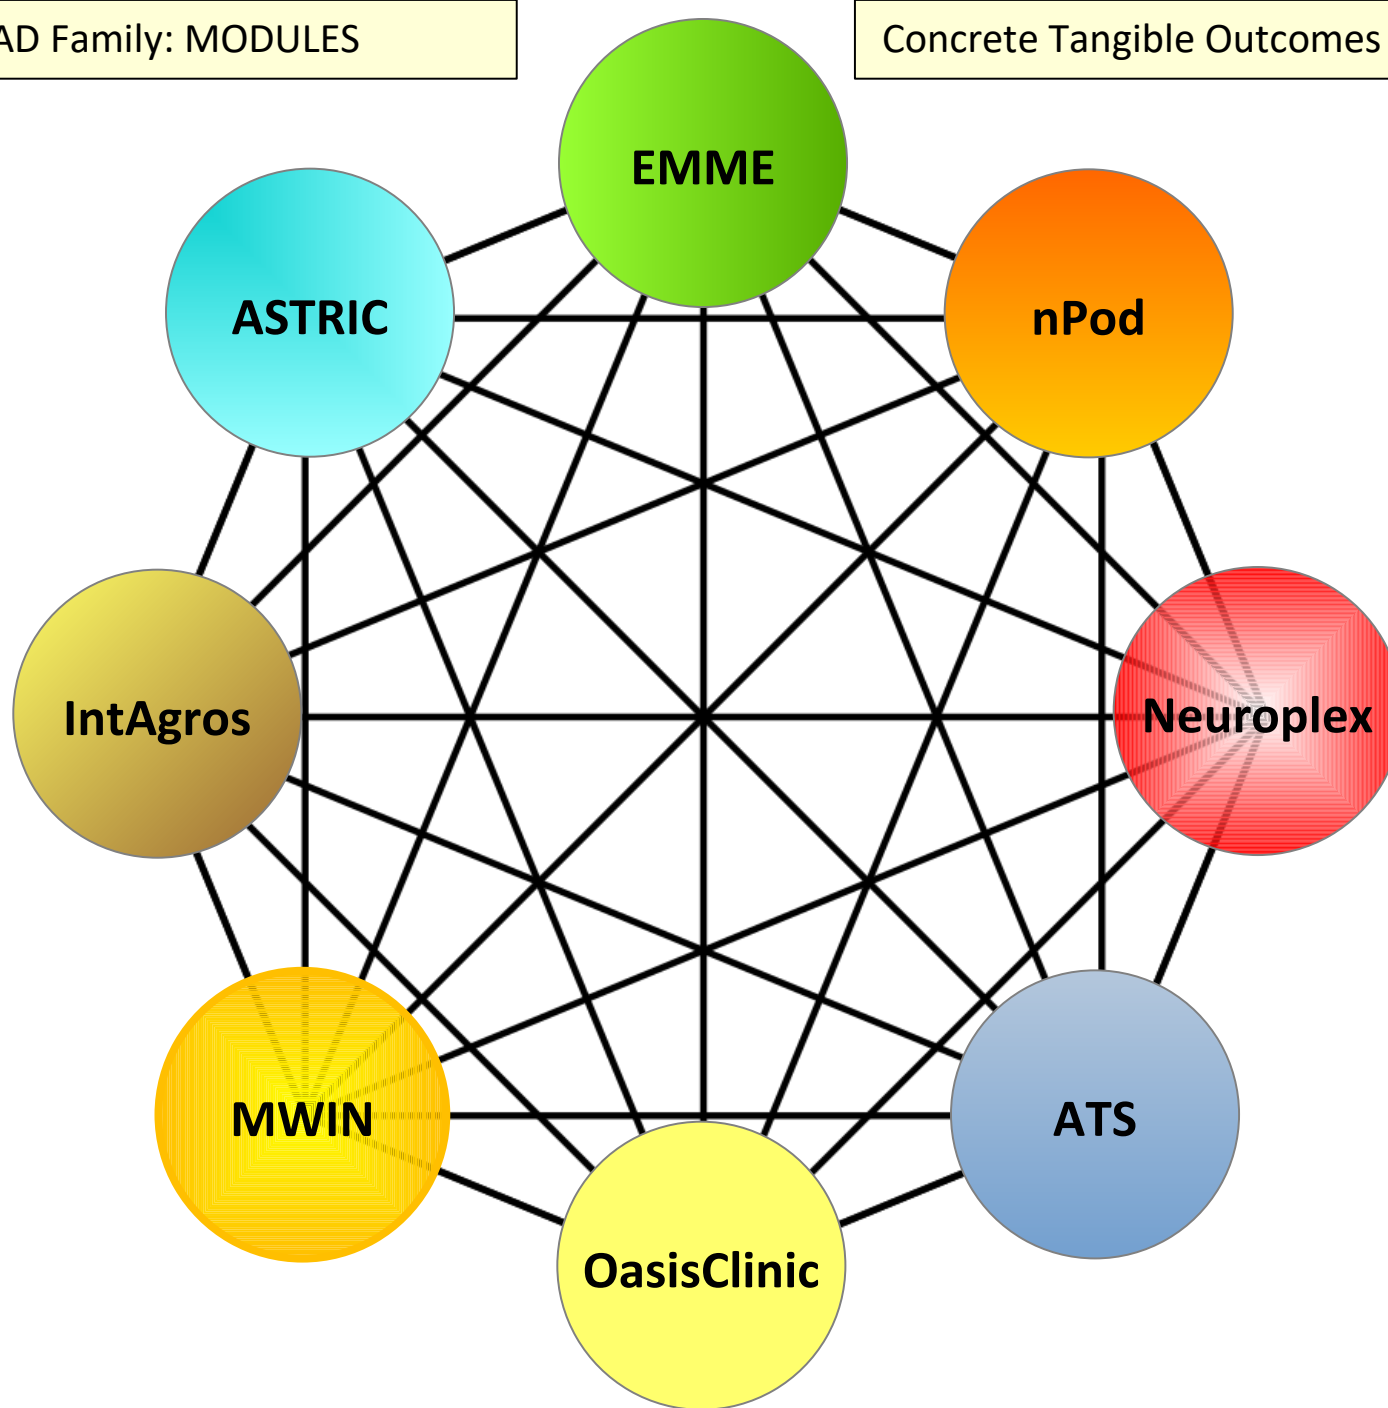 AD Family: MODULES
Concrete Tangible Outcomes
EMME
ASTRIC
nPod
IntAgros
Neuroplex
MWIN
ATS
OasisClinic